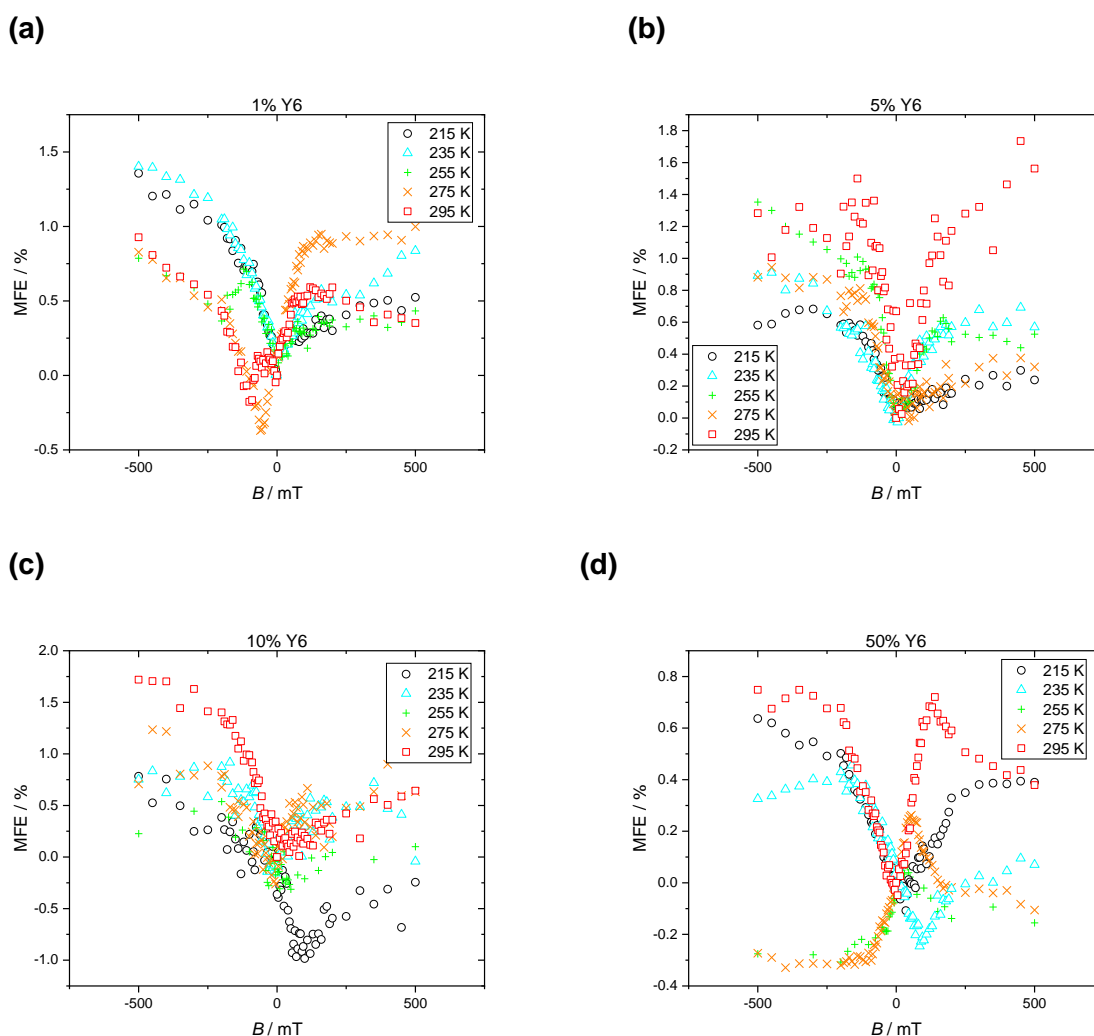 (a)
1% Y6
MFE / %
1.5
1.0
0.5
0.0
-0.5
-500
0
500
B / mT
215 K
235 K
255 K
275 K
295 K
(b)
5% Y6
MFE / %
1.8
1.6
1.4
1.2
1.0
0.8
0.6
0.4
0.2
0.0
-0.2
-500
0
500
B / mT
215 K
235 K
255 K
275 K
295 K
(c)
10% Y6
MFE / %
2.0
1.5
1.0
0.5
0.0
-0.5
-1.0
-500
0
500
B / mT
215 K
235 K
255 K
275 K
295 K
(d)
50% Y6
MFE / %
0.8
0.6
0.4
0.2
0.0
-0.2
-0.4
-500
0
500
B / mT
215 K
235 K
255 K
275 K
295 K